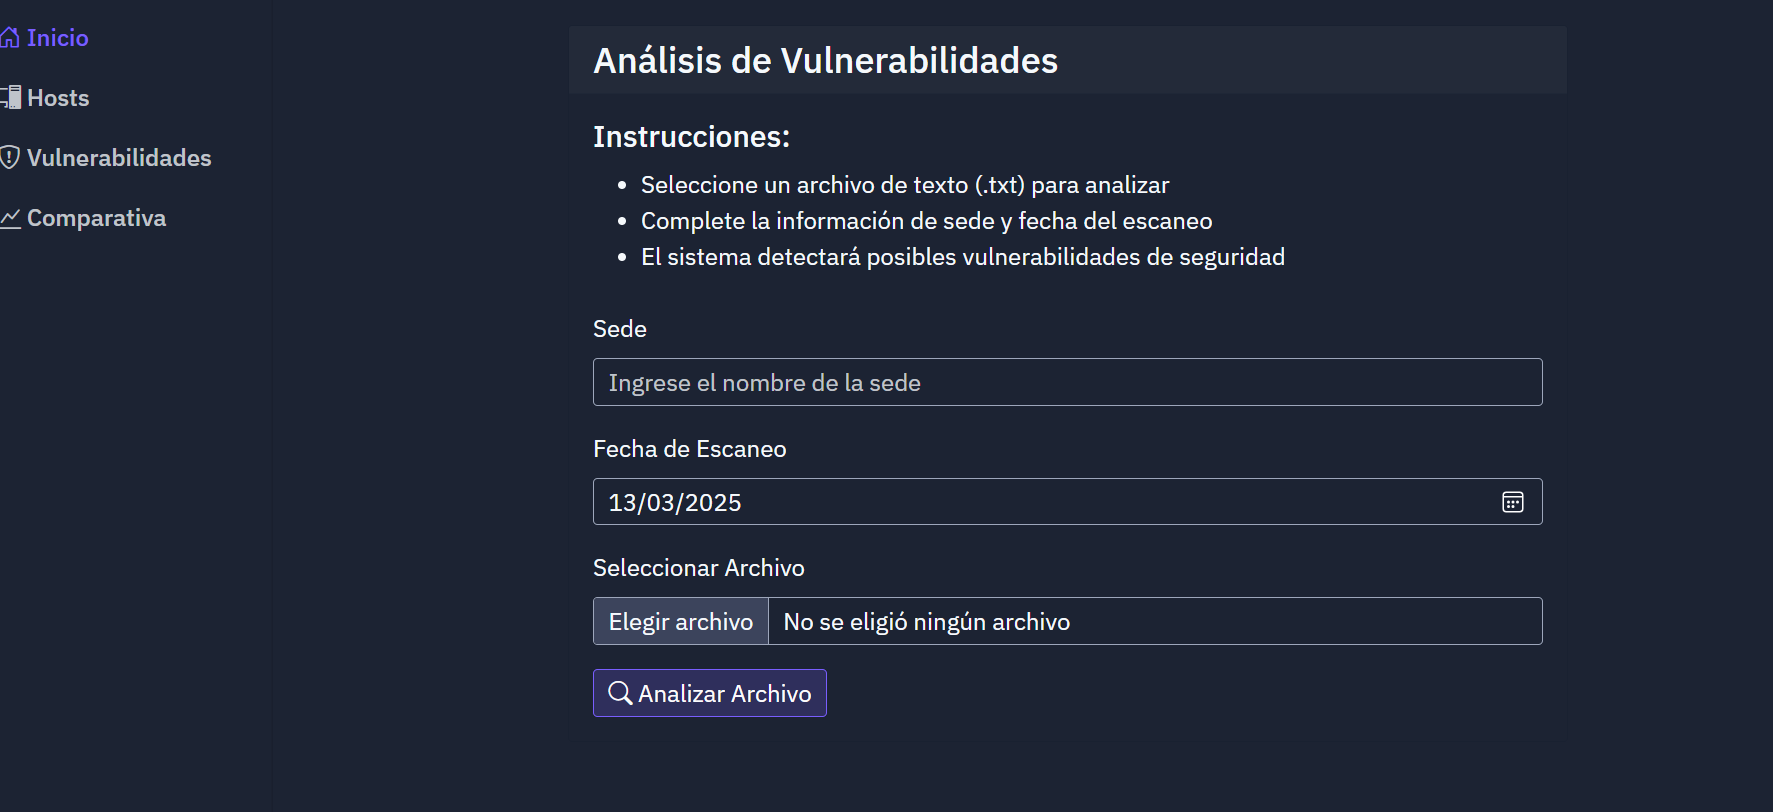 Inicio
Hosts
Vulnerabilidades
Comparativa
Análisis de Vulnerabilidades
Instrucciones:
• Seleccione un archivo de texto (.txt) para analizar
• Complete la información de sede y fecha del escaneo
• El sistema detectará posibles vulnerabilidades de seguridad
Sede
Ingrese el nombre de la sede
Fecha de Escaneo
13/03/2025
Seleccionar Archivo
Elegir archivo No se eligió ningún archivo
Analizar Archivo